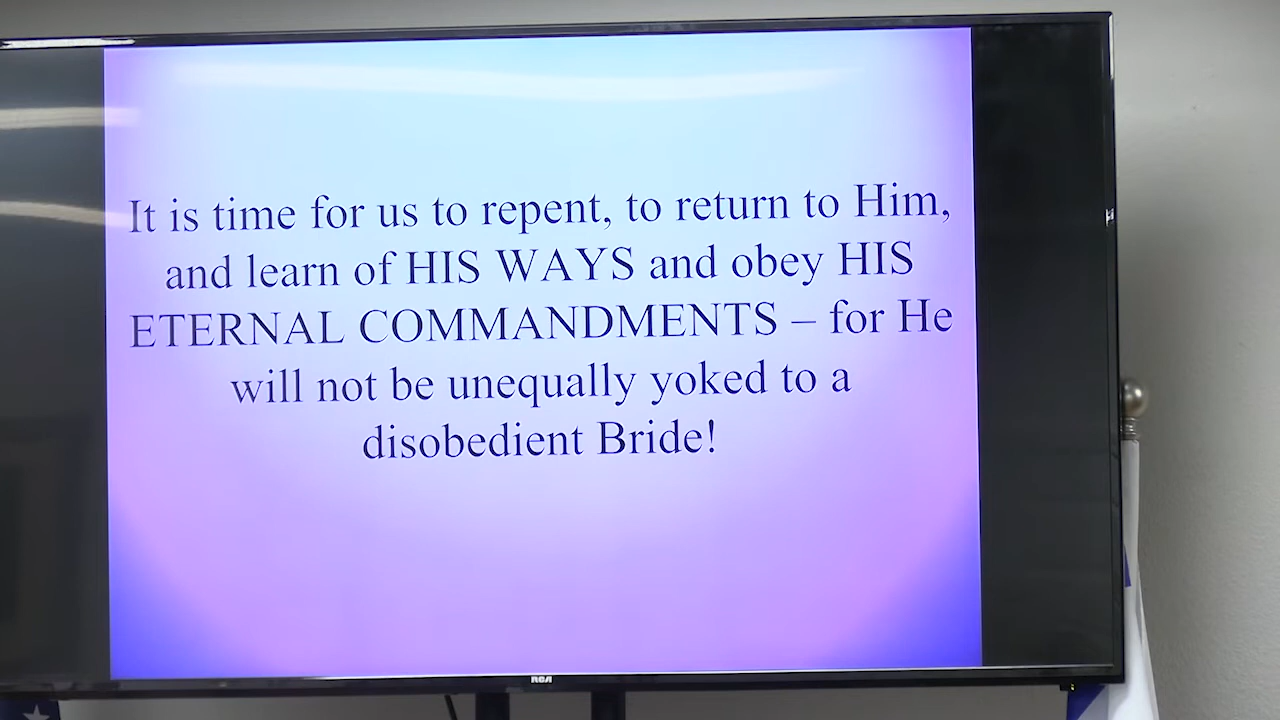 It is time for us to repent, to return to Him,
and learn of HIS WAYS and obey HIS
ETERNAL COMMANDMENTS – for He
will not be unequally yoked to a
disobedient Bride!
RCA